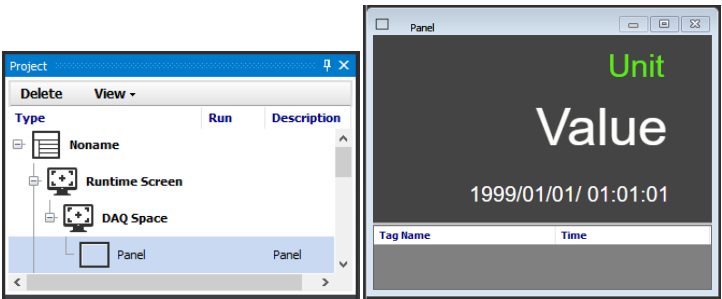 Project
Delete View
Type Run Description
Noname
Runtime Screen
DAQ Space
Panel Panel
Panel
Unit
Value
1999/01/01/ 01:01:01
Tag Name Time